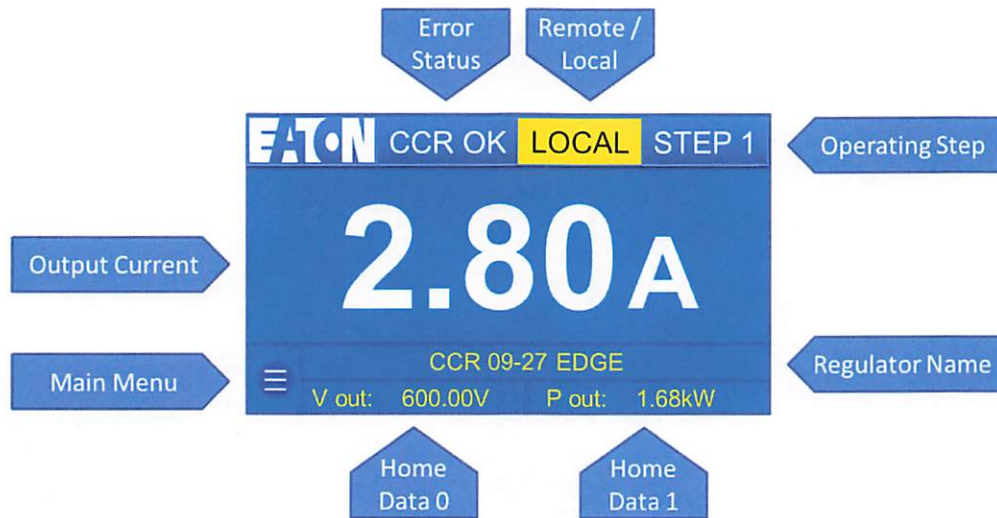 Error
Status
Remote /
Local
EATON CCR OK LOCAL STEP 1
Operating Step
2.80A
Output Current
CCR 09-27 EDGE
Regulator Name
Main Menu
V out: 600.00V P out: 1.68kW
Home
Data 0
Home
Data 1